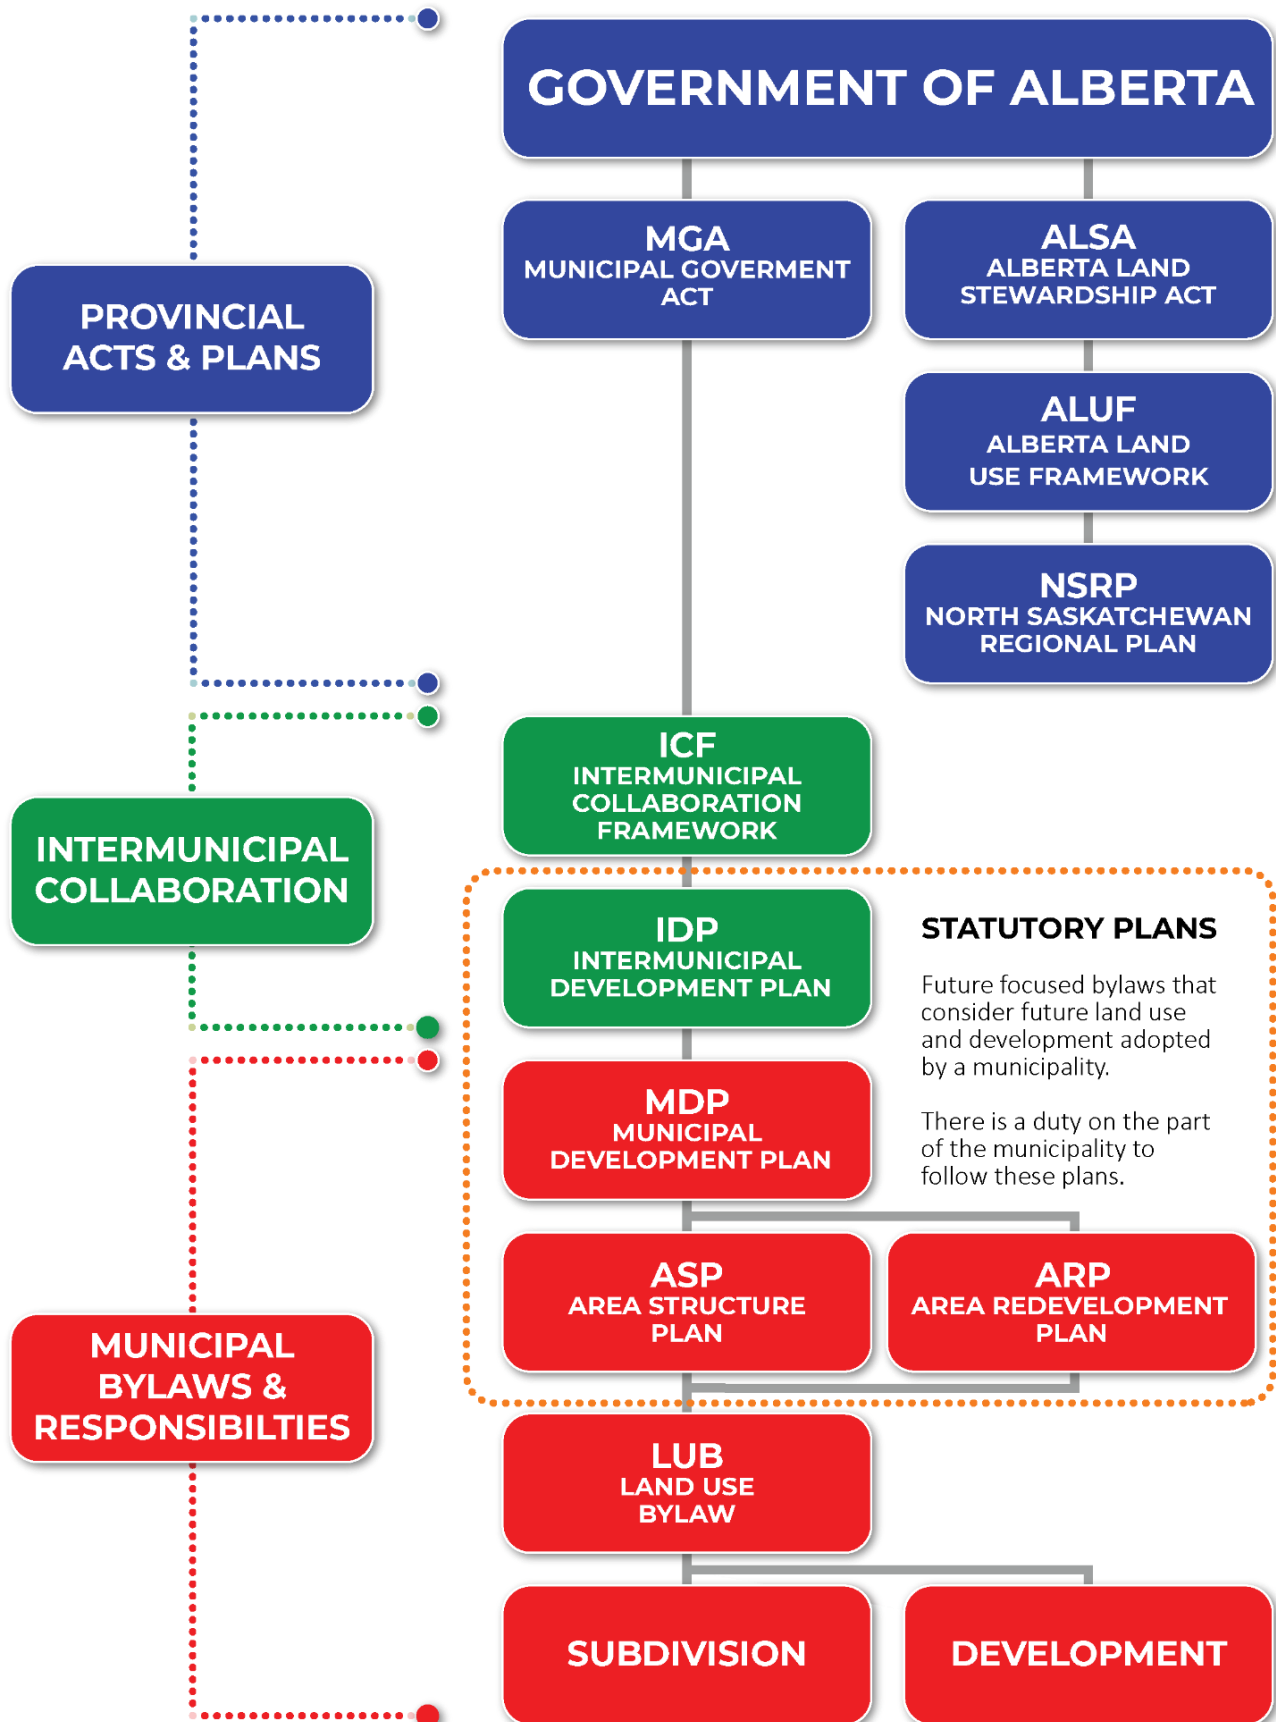 GOVERNMENT OF ALBERTA
PROVINCIAL
ACTS & PLANS
MGA
MUNICIPAL GOVERMENT
ACT
ALSA
ALBERTA LAND
STEWARDSHIP ACT
ALUF
ALBERTA LAND
USE FRAMEWORK
NSRP
NORTH SASKATCHEWAN
REGIONAL PLAN
INTERMUNICIPAL
COLLABORATION
ICF
INTERMUNICIPAL
COLLABORATION
FRAMEWORK
IDP
INTERMUNICIPAL
DEVELOPMENT PLAN
STATUTORY PLANS
Future focused bylaws that
consider future land use
and development adopted
by a municipality.
There is a duty on the part
of the municipality to
follow these plans.
MDP
MUNICIPAL
DEVELOPMENT PLAN
ASP
AREA STRUCTURE
PLAN
ARP
AREA REDEVELOPMENT
PLAN
MUNICIPAL
BYLAWS &
RESPONSIBILTIES
LUB
LAND USE
BYLAW
SUBDIVISION
DEVELOPMENT